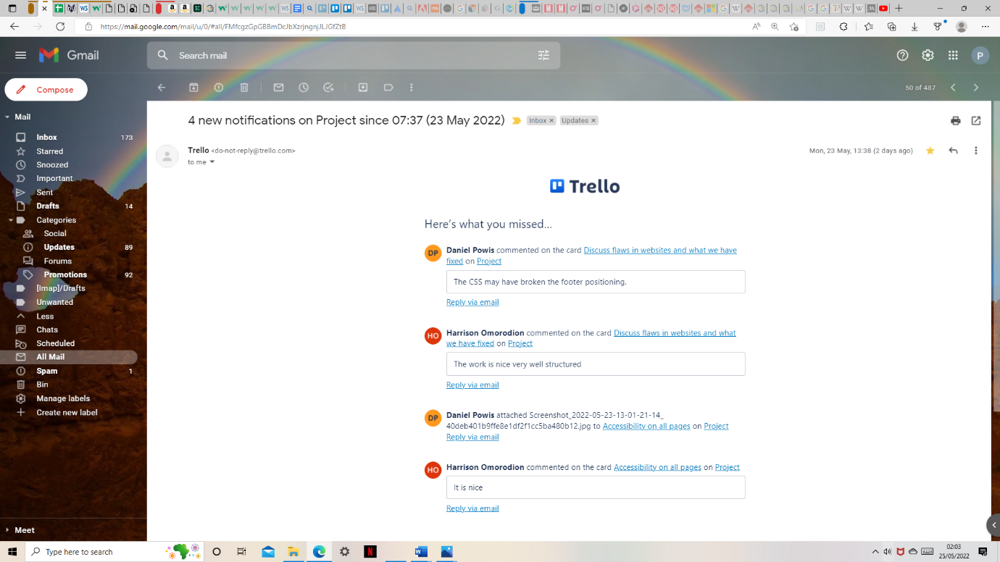 https://mail.google.com/mail/u/0/#all/FMfcgzGpGBBmDcJbXzrjngnjJLJGfZtB
Gmail
Search mail
P
Compose
50 of 487
Mail
4 new notifications on Project since 07:37 (23 May 2022)
Inbox ×
Updates ×
Inbox 173
Starred
Snoozed
Important
Sent
Drafts 14
Categories
Social
Updates 89
Forums
Promotions 92
[Imap]/Drafts
Unwanted
Less
Chats
Scheduled
All Mail
Spam 1
Bin
Manage labels
Create new label
Meet
Trello <do-not-reply@trello.com>
Mon, 23 May, 13:38 (2 days ago)
to me
Trello
Here's what you missed...
DP
Daniel Powis commented on the card Discuss flaws in websites and what we have
fixed on Project
The CSS may have broken the footer positioning.
Reply via email
HO
Harrison Omorodion commented on the card Discuss flaws in websites and what
we have fixed on Project
The work is nice very well structured
Reply via email
DP
Daniel Powis attached Screenshot_2022-05-23-13-01-21-14_
40deb401b9ffe8e1df2f1cc5ba480b12.jpg to Accessibility on all pages on Project
Reply via email
HO
Harrison Omorodion commented on the card Accessibility on all pages on Project
It is nice
Reply via email
Type here to search
02:03
25/05/2022